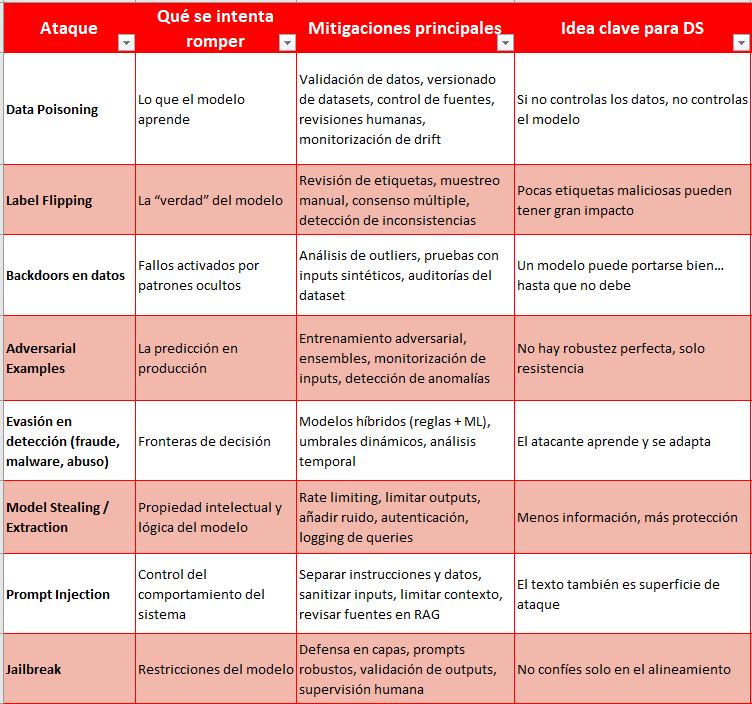 Ataque
Qué se intenta
romper
Mitigaciones principales
Idea clave para DS
Data Poisoning
Lo que el modelo
aprende
Validación de datos, versionado
de datasets, control de fuentes,
revisiones humanas,
monitorización de drift
Si no controlas los datos, no controlas
el modelo
Label Flipping
La “verdad” del modelo
Revisión de etiquetas, muestreo
manual, consenso múltiple,
detección de inconsistencias
Pocas etiquetas maliciosas pueden
tener gran impacto
Backdoors en datos
Fallos activados por
patrones ocultos
Análisis de outliers, pruebas con
inputs sintéticos, auditorías del
dataset
Un modelo puede portarse bien…
hasta que no debe
Adversarial
Examples
La predicción en
producción
Entrenamiento adversarial,
ensembles, monitorización de
inputs, detección de anomalías
No hay robustez perfecta, solo
resistencia
Evasión en
detección (fraude,
malware, abuso)
Fronteras de decisión
Modelos híbridos (reglas + ML),
umbrales dinámicos, análisis
temporal
El atacante aprende y se adapta
Model Stealing /
Extraction
Propiedad intelectual y
lógica del modelo
Rate limiting, limitar outputs,
añadir ruido, autenticación,
logging de queries
Menos información, más protección
Prompt Injection
Control del
comportamiento del
sistema
Separar instrucciones y datos,
sanitizar inputs, limitar contexto,
revisar fuentes en RAG
El texto también es superficie de
ataque
Jailbreak
Restricciones del modelo
Defensa en capas, prompts
robustos, validación de outputs,
supervisión humana
No confíes solo en el alineamiento